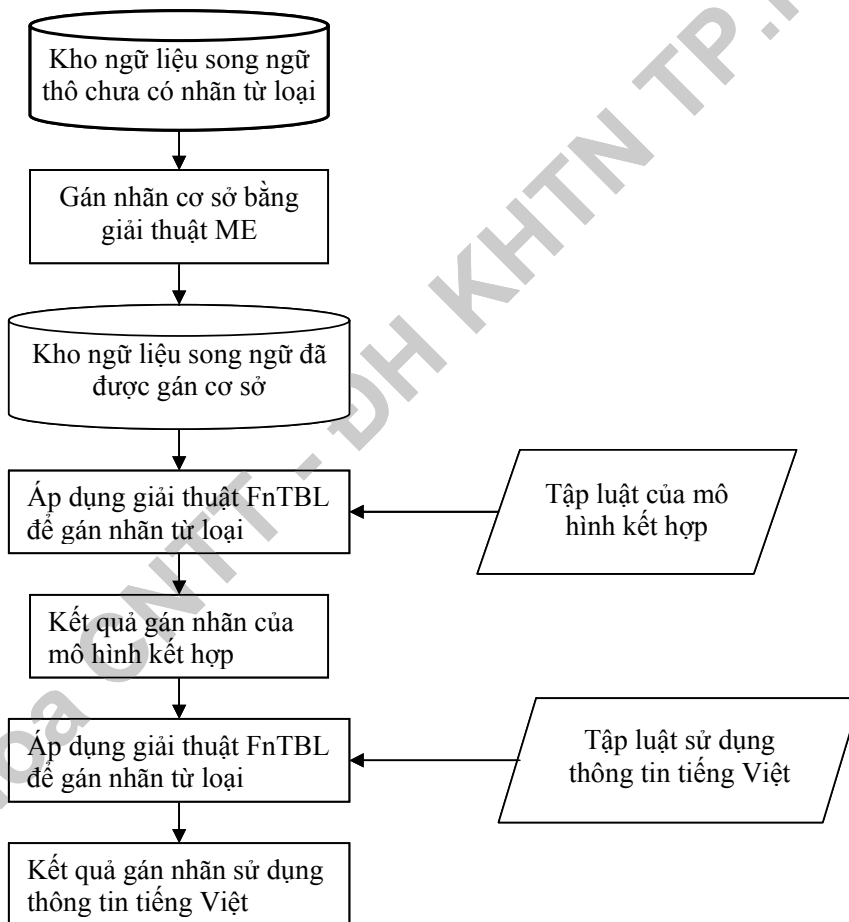 Kho ngữ liệu song ngữ
thô chưa có nhãn từ loại
Gán nhãn cơ sở bằng
giải thuật ME
Kho ngữ liệu song ngữ đã
được gán cơ sở
Áp dụng giải thuật FnTBL
để gán nhãn từ loại
Tập luật của mô
hình kết hợp
Kết quả gán nhãn của
mô hình kết hợp
Áp dụng giải thuật FnTBL
để gán nhãn từ loại
Tập luật sử dụng
thông tin tiếng Việt
Kết quả gán nhãn sử dụng
thông tin tiếng Việt
CNTT - ĐH KHTN